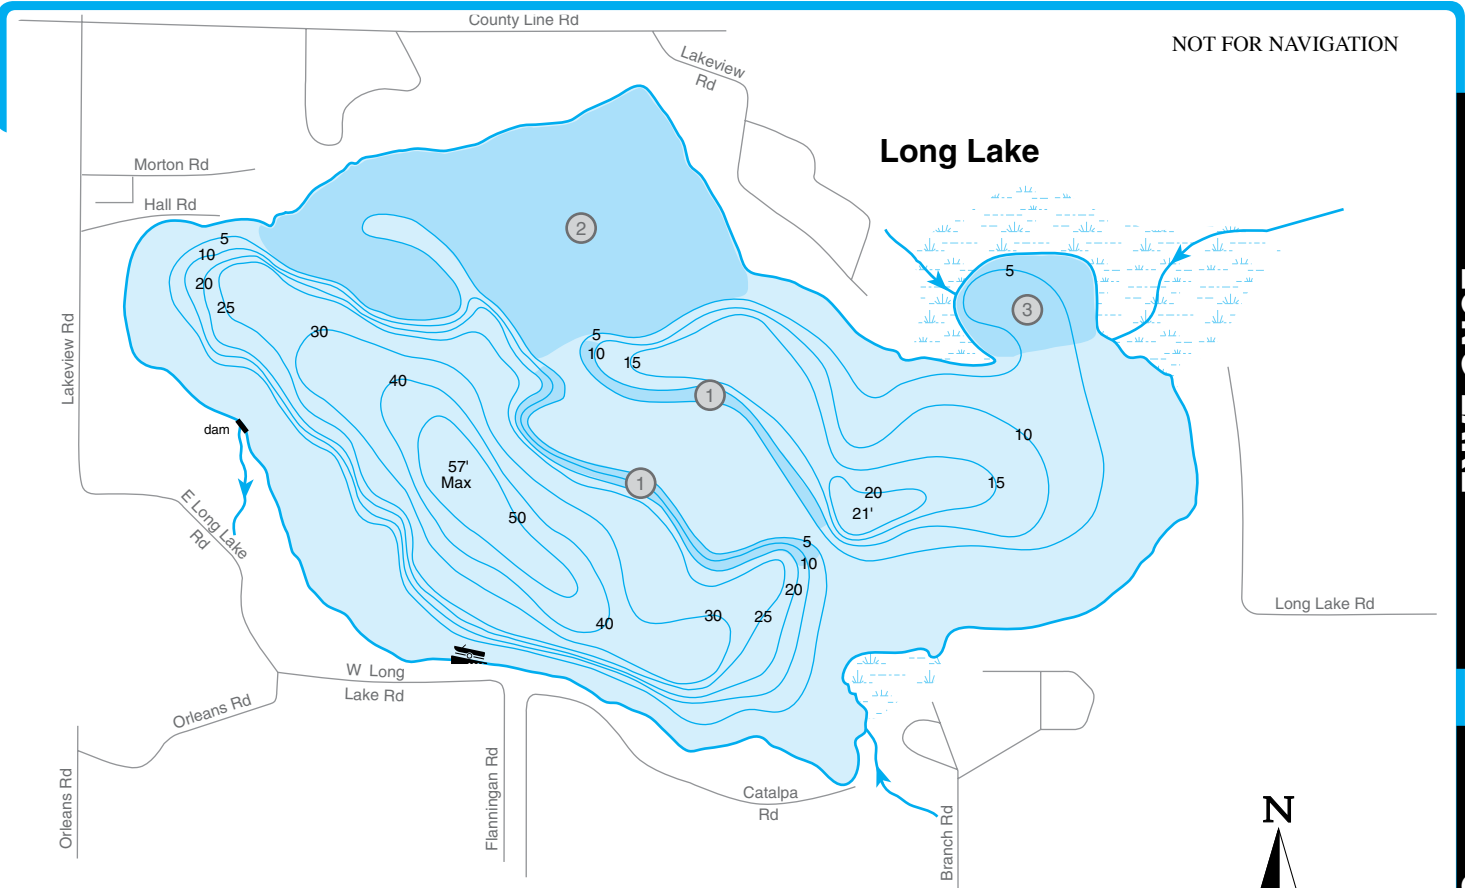 County Line Rd
NOT FOR NAVIGATION
Lakeview
Rd
Long Lake
Morton Rd
Hall Rd
2
5
10
20
25
5
3
30
Lakeview Rd
5
10
15
1
40
dam
10
57'
Max
1
15
20
21'
50
E Long Lake
Rd
5
10
20
30
25
40
Long Lake Rd
W Long
Lake Rd
Orleans Rd
Orleans Rd
Flanningan Rd
Catalpa
Rd
Branch Rd
N